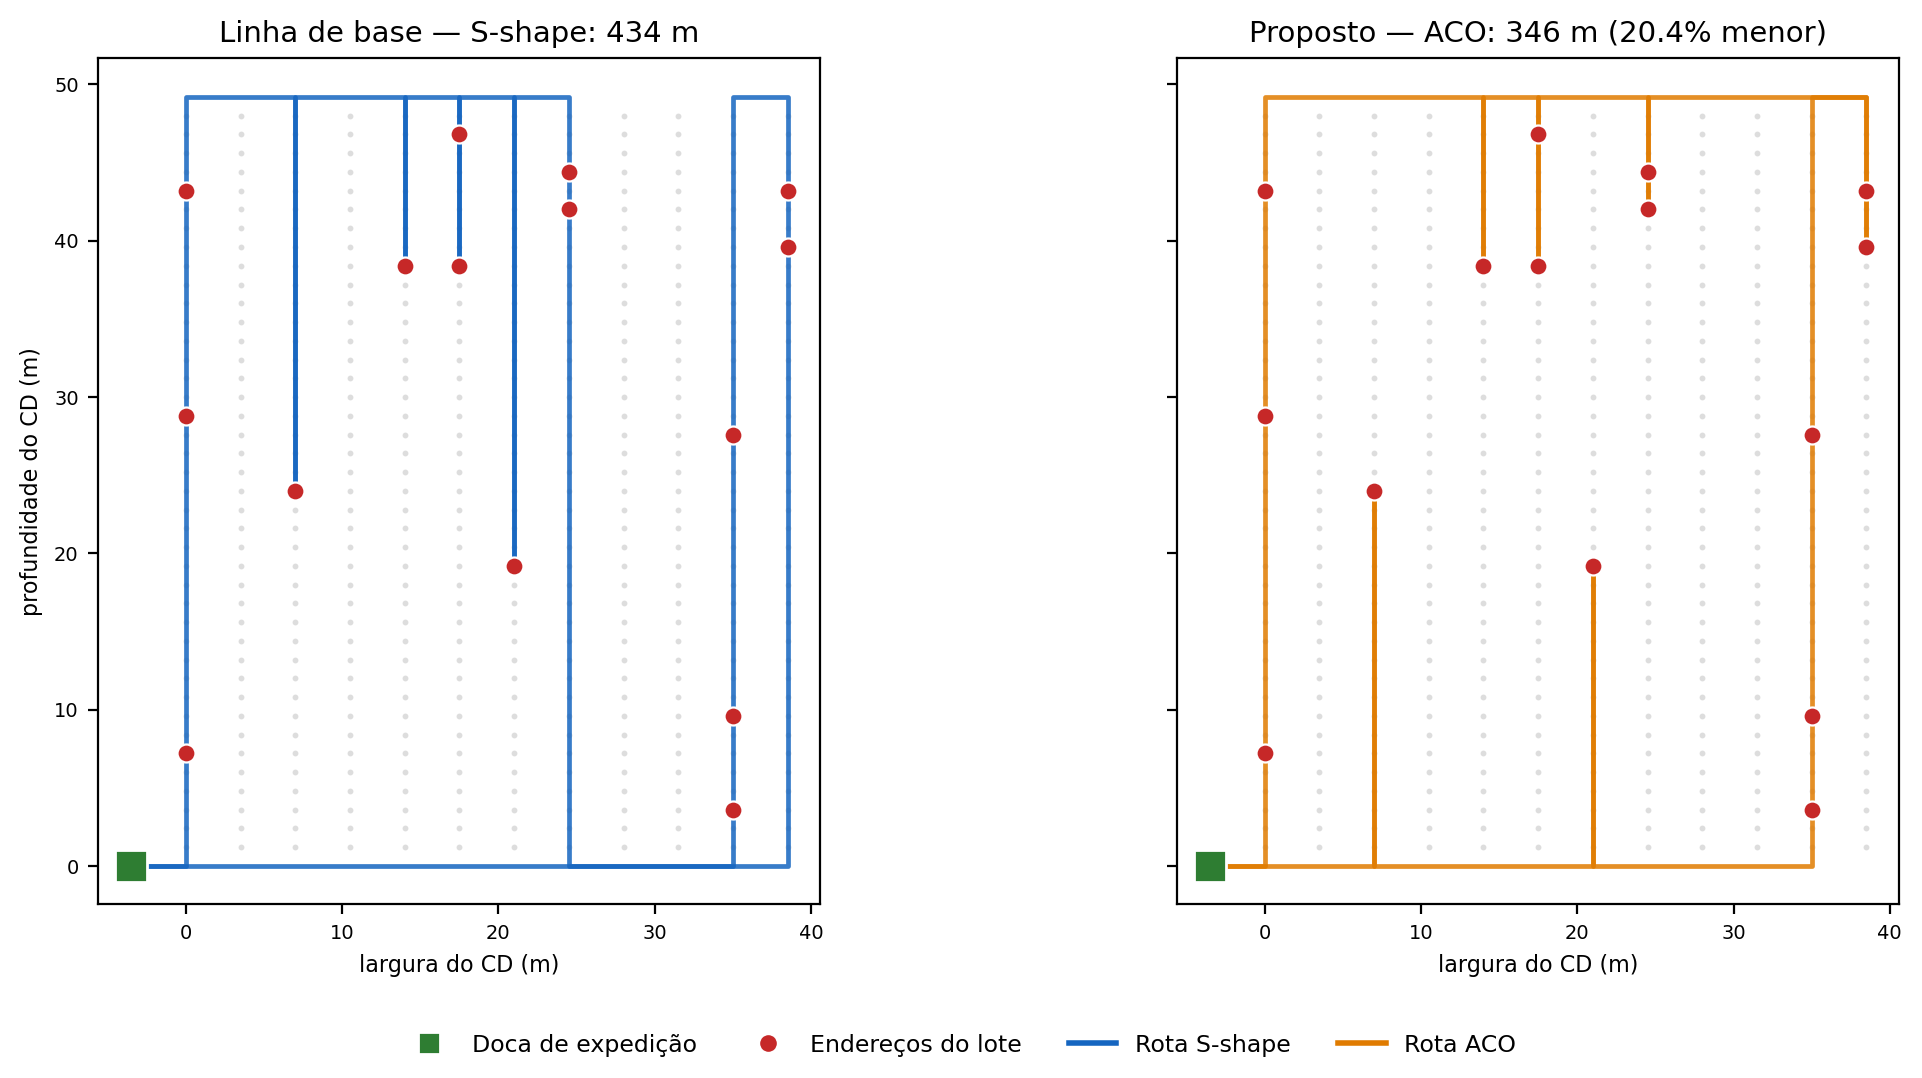 Linha de base — S-shape: 434 m
Proposto — ACO: 346 m (20.4% menor)
profundidade do CD (m)
50
40
30
20
10
0
0 10 20 30 40
0 10 20 30 40
largura do CD (m)
largura do CD (m)
Doca de expedição
Endereços do lote
Rota S-shape
Rota ACO